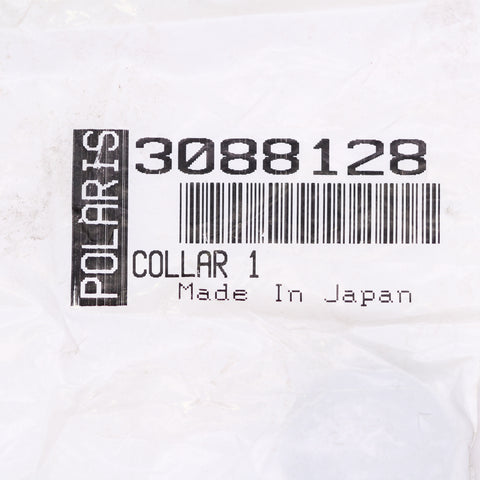 POLARIS
3088128
COLLAR 1
Made In Japan